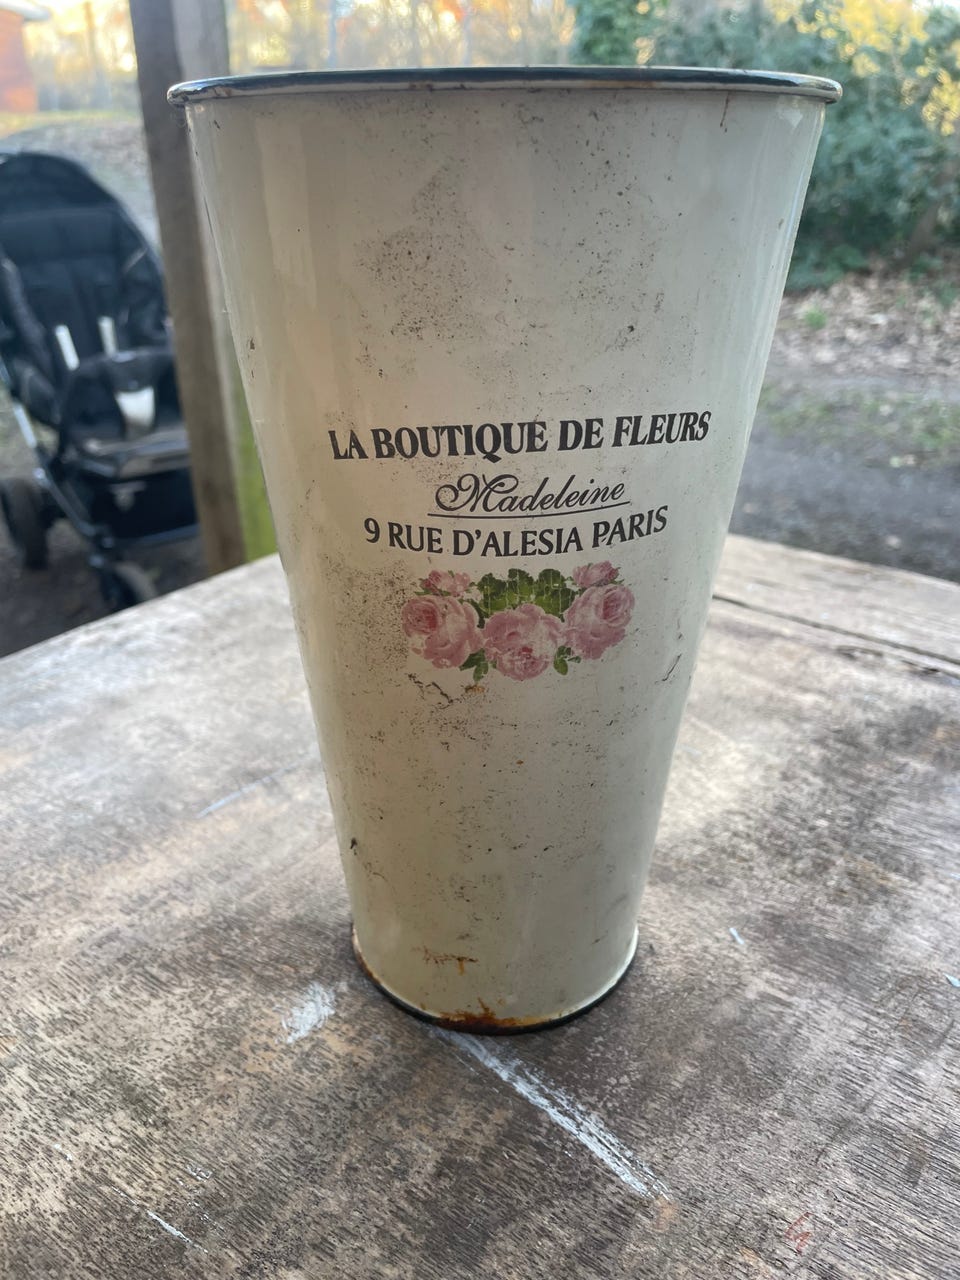 LA BOUTIQUE DE FLEURS
Madeleine
9 RUE D'ALESIA PARIS